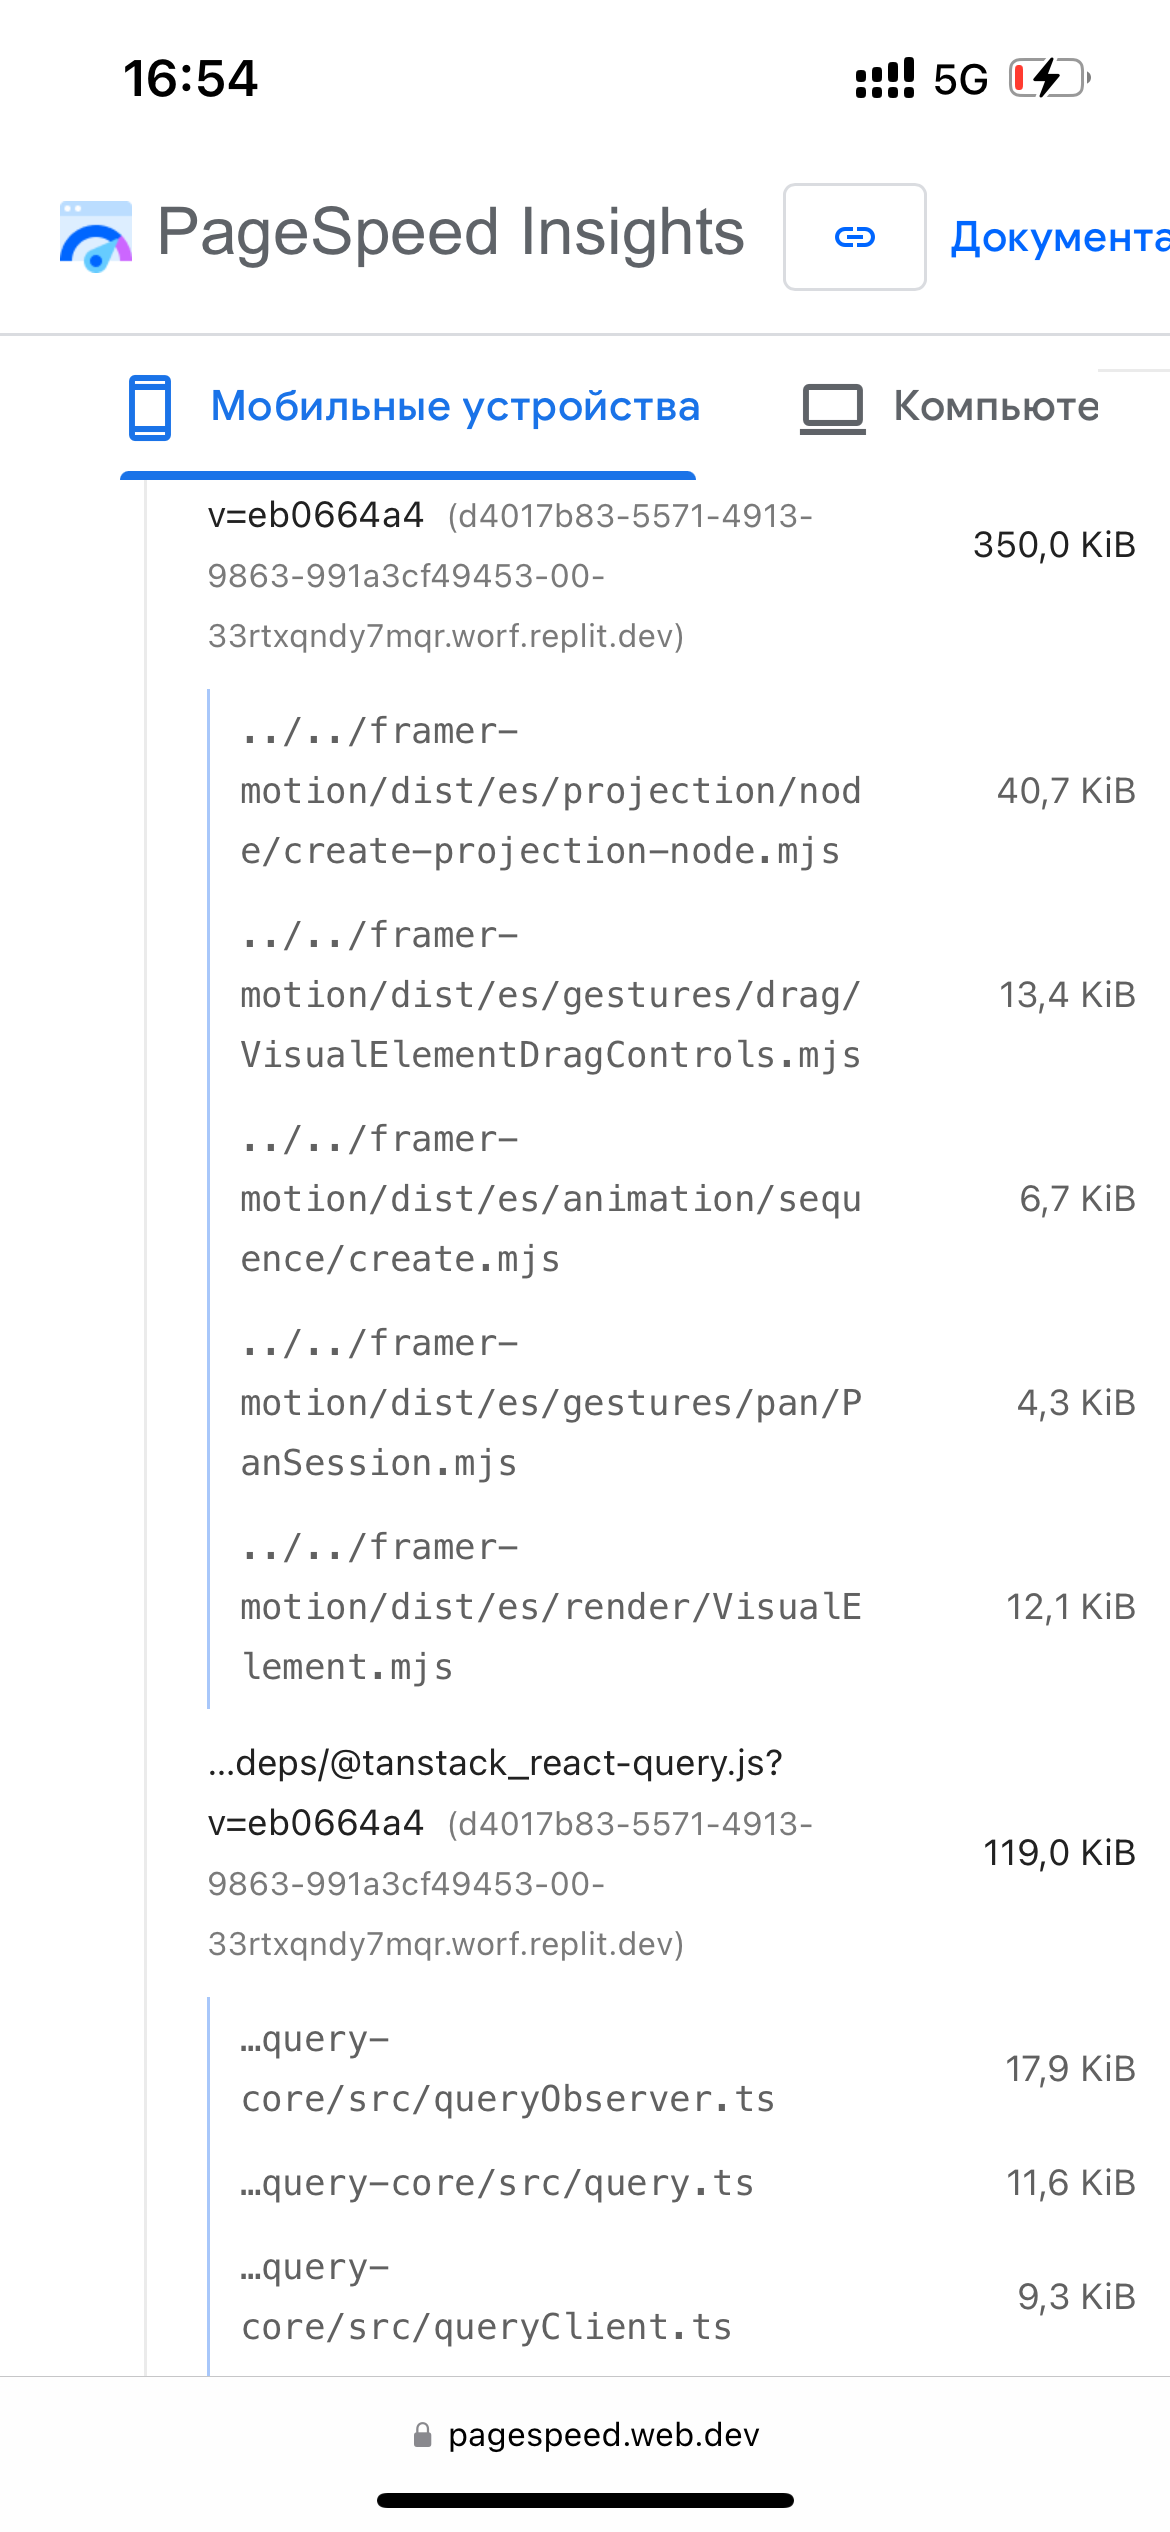 16:54
5G
PageSpeed Insights
Документа
Мобильные устройства
Компьюте
v=eb0664a4 (d4017b83-5571-4913-
9863-991a3cf49453-00-
33rtxqndy7mqr.worf.replit.dev)
350,0 KiB
../../framer-
motion/dist/es/projection/nod
e/create-projection-node.mjs
40,7 KiB
../../framer-
motion/dist/es/gestures/drag/
VisualElementDragControls.mjs
13,4 KiB
../../framer-
motion/dist/es/animation/sequ
ence/create.mjs
6,7 KiB
../../framer-
motion/dist/es/gestures/pan/P
anSession.mjs
4,3 KiB
../../framer-
motion/dist/es/render/VisualE
lement.mjs
12,1 KiB
…deps/@tanstack_react-query.js?
v=eb0664a4 (d4017b83-5571-4913-
9863-991a3cf49453-00-
33rtxqndy7mqr.worf.replit.dev)
119,0 KiB
…query-
core/src/queryObserver.ts
17,9 KiB
…query-core/src/query.ts
11,6 KiB
…query-
core/src/queryClient.ts
9,3 KiB
pagespeed.web.dev